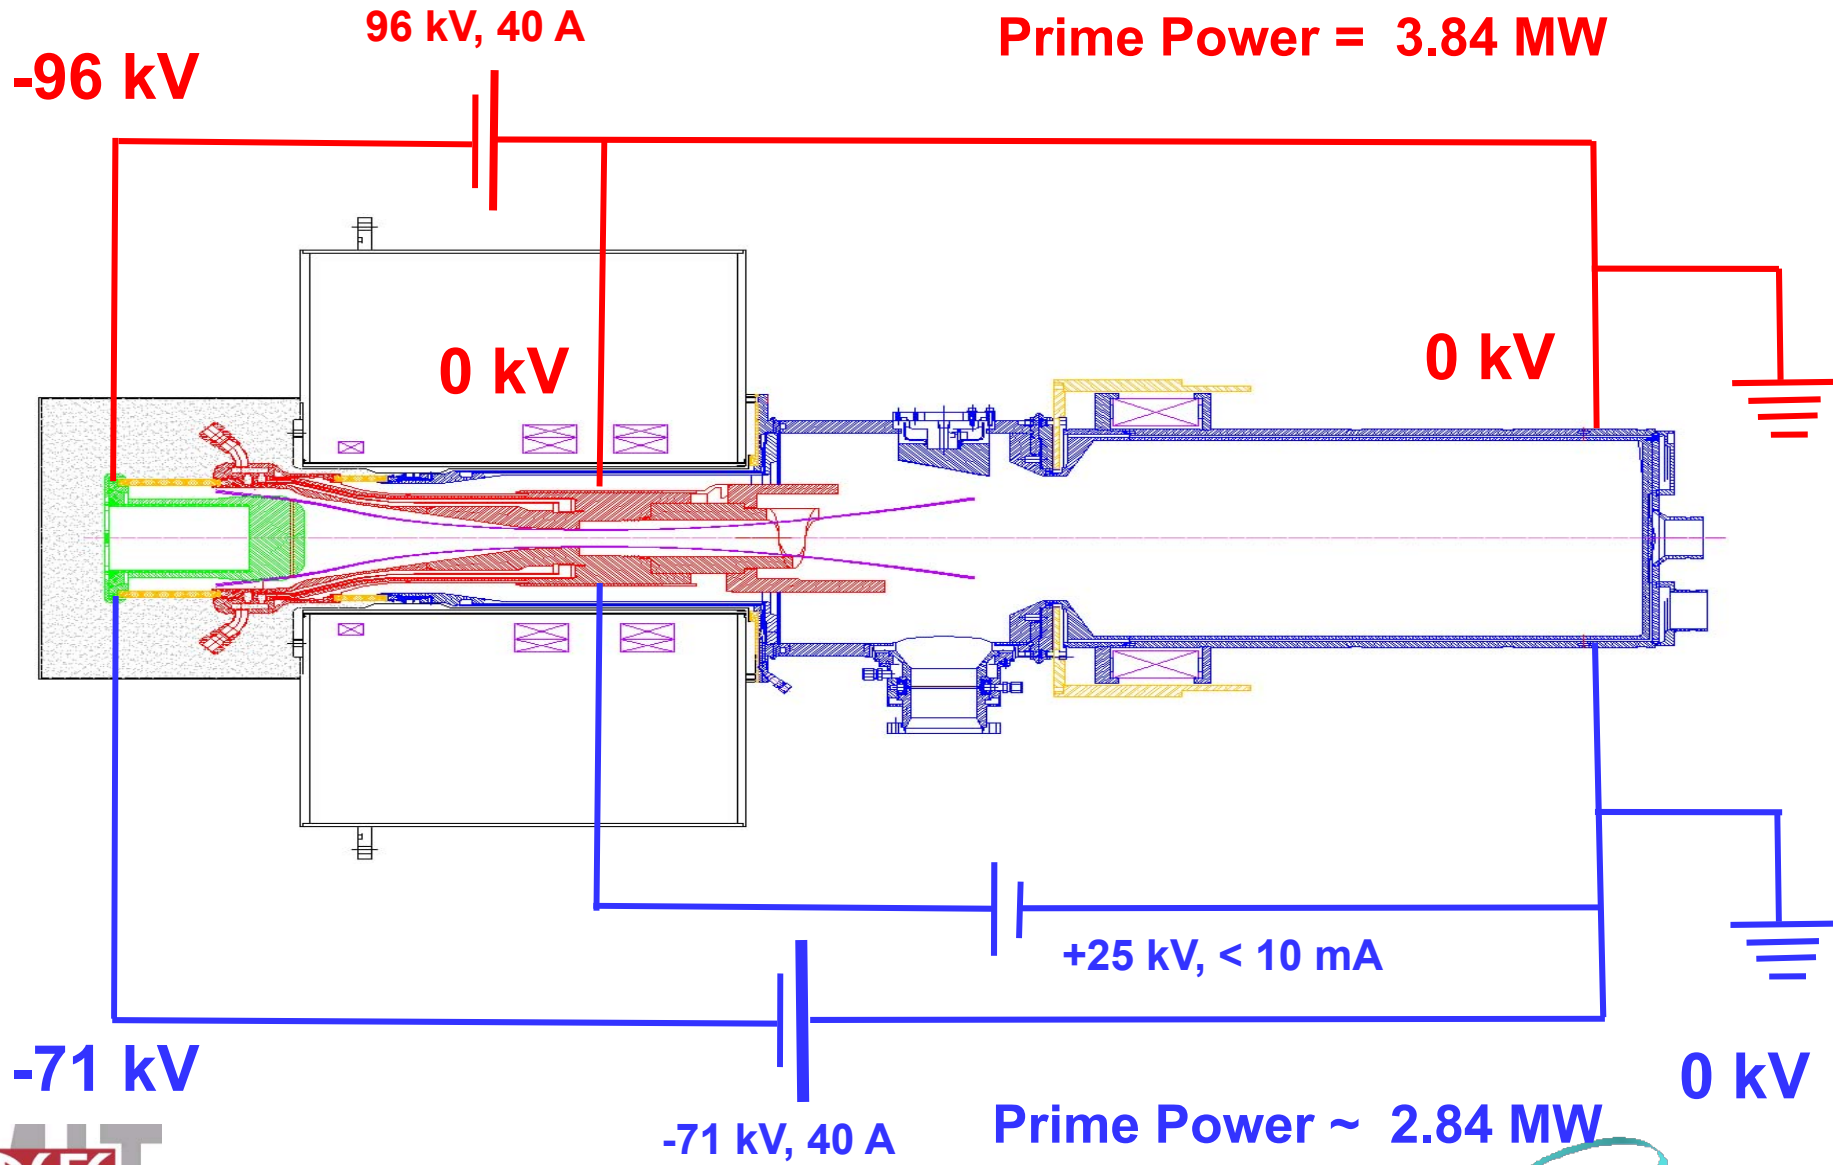 96 kV, 40 A
Prime Power = 3.84 MW
-96 kV
0 kV
0 kV
+25 kV, < 10 mA
-71 kV
0 kV
-71 kV, 40 A
Prime Power ~ 2.84 MW